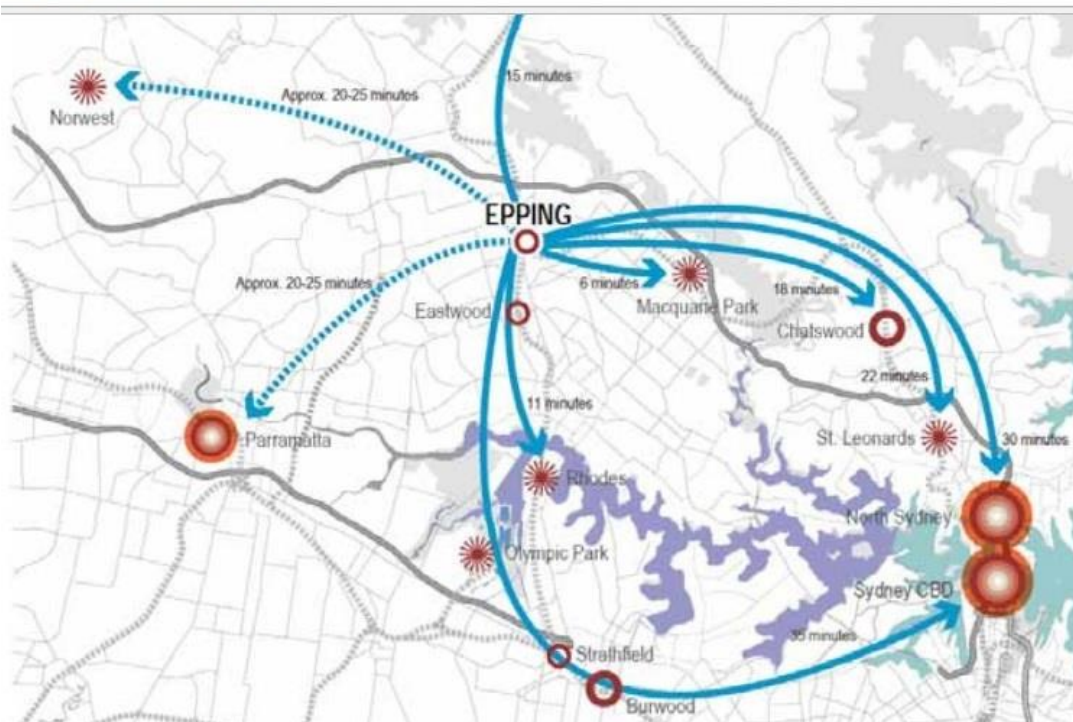 15 minutes
Approx. 20-25 minutes
Norwest
EPPING
Approx. 20-25 minutes
6 minutes
Macquarie Park
18 minutes
Eastwood
Chatswood
22 minutes
11 minutes
Parramatta
St. Leonards
30 minutes
Rhodes
North Sydney
Olympic Park
Sydney CBD
35 minutes
Strathfield
Burwood